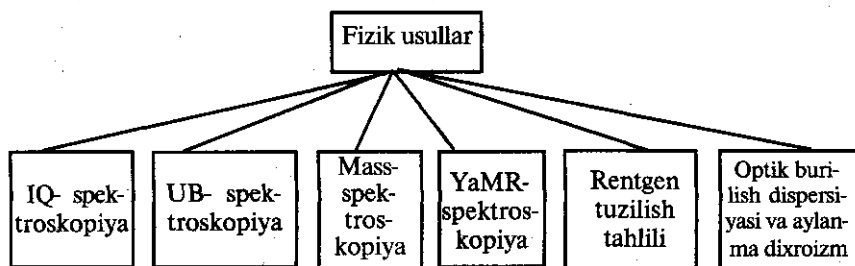 Fizik usullar
IQ- spek-
troskopiya
UB- spek-
troskopiya
Mass-
spek-
tros-
kopiya
YaMR-
spektros-
kopiya
Rentgen
tuzilish
tahlili
Optik buri-
lish dispersi-
yasi va aylan-
ma dixroizm